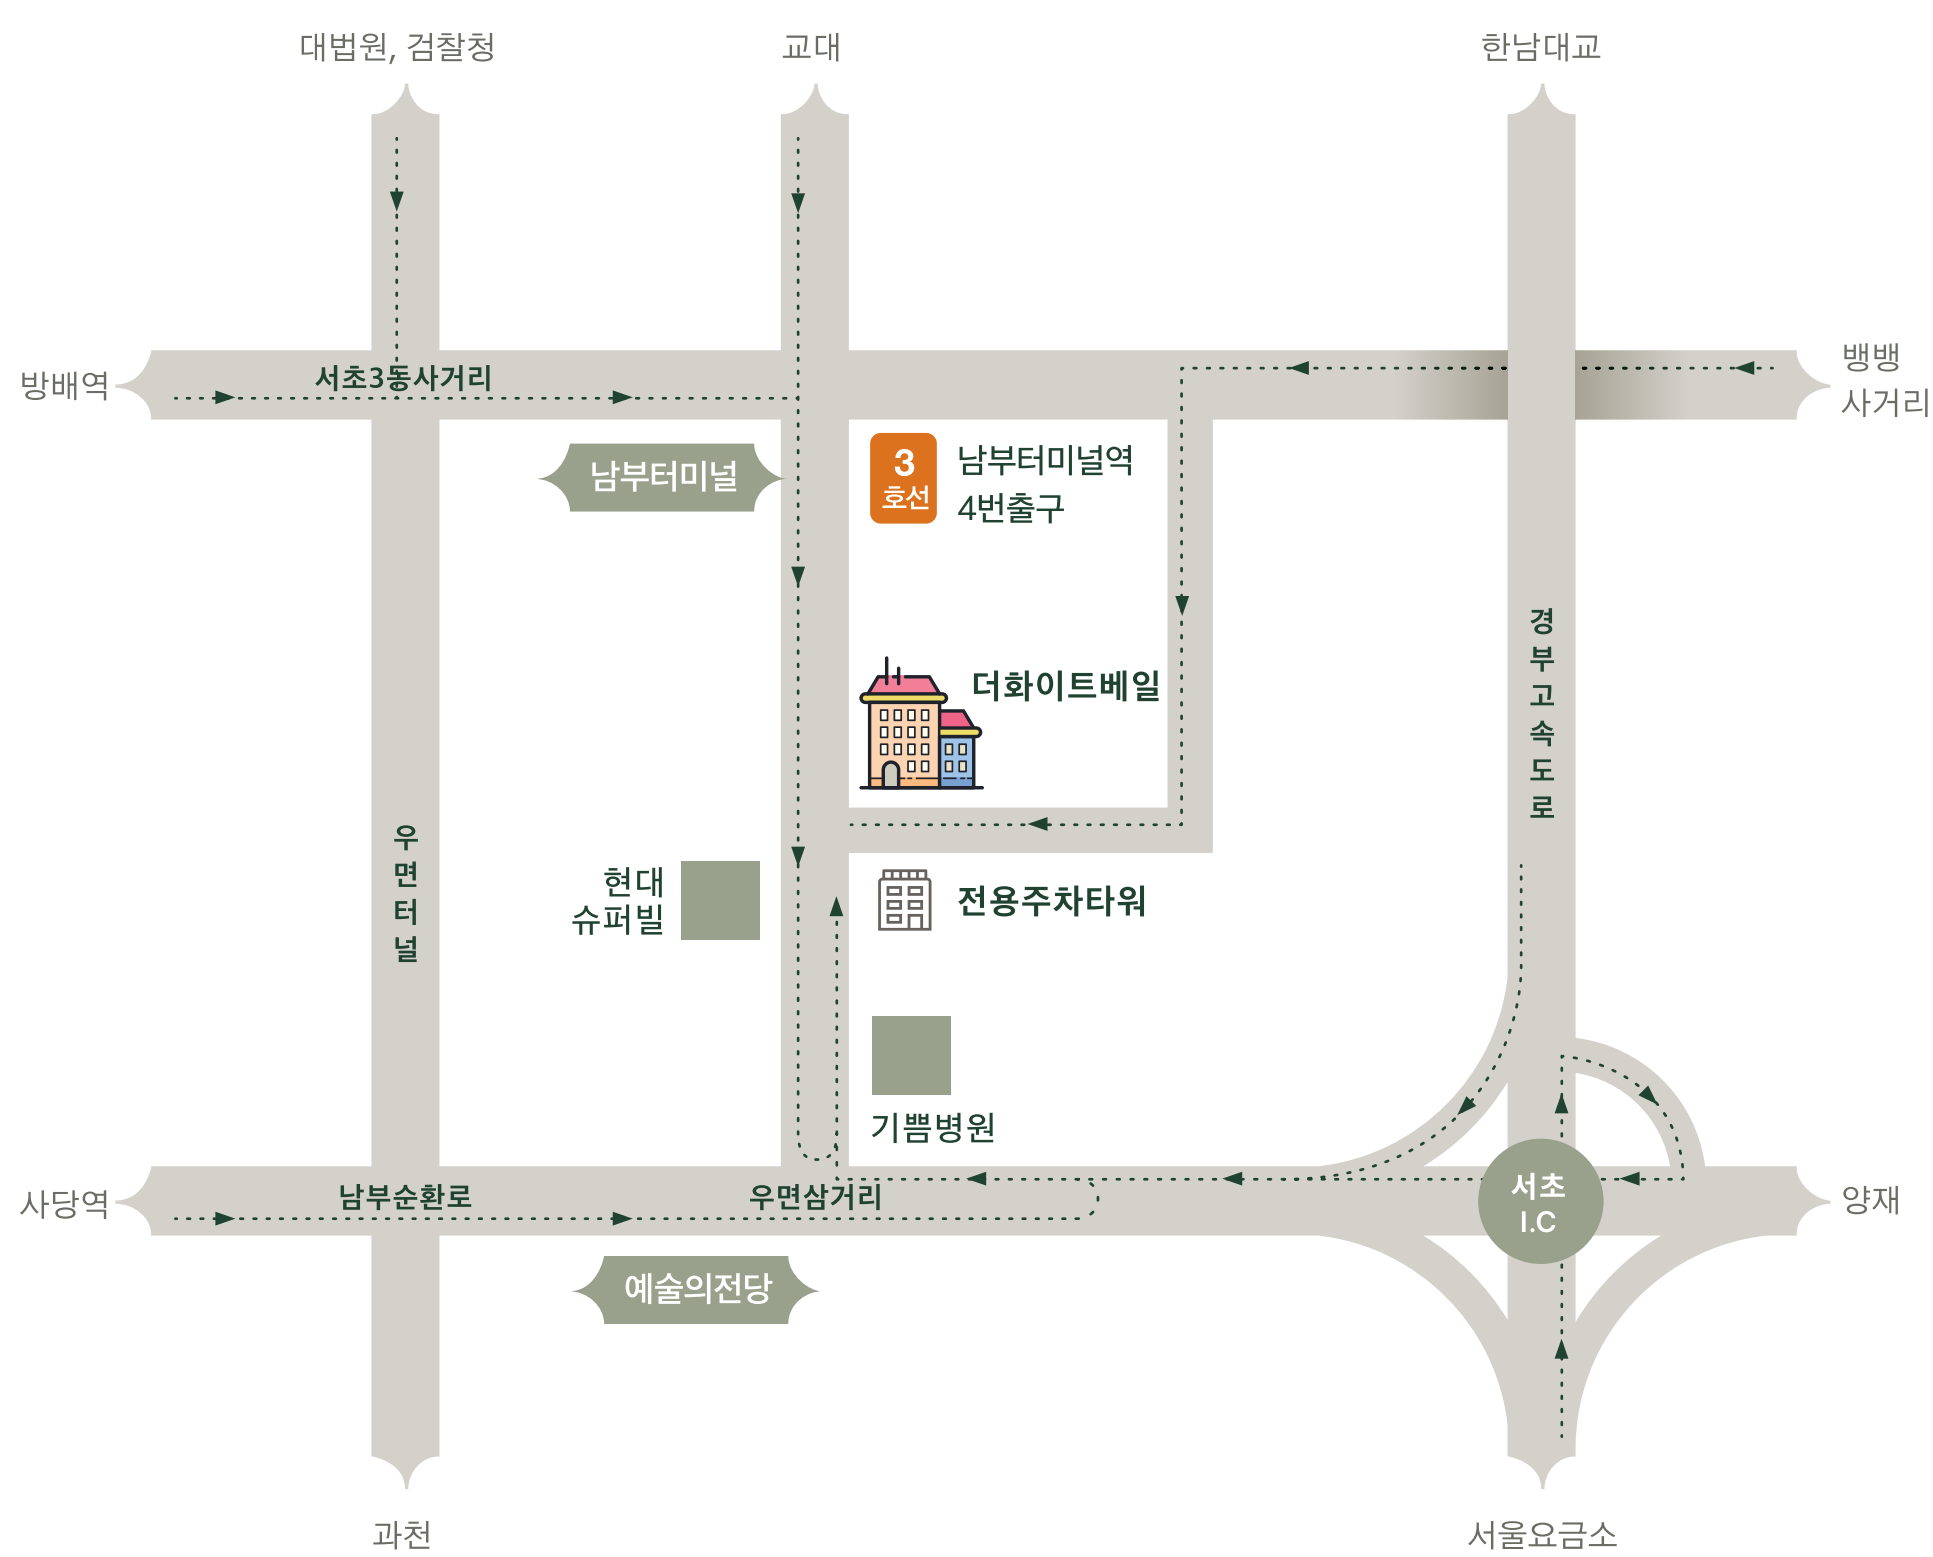 대법원, 검찰청
교대
한남대교
방배역
서초3동사거리
뱅뱅
사거리
남부터미널
3
호선
남부터미널역
4번출구
더화이트베일
경부고속도로
우면터널
현대
슈퍼빌
전용주차타워
기쁨병원
사당역
남부순환로
우면삼거리
서초
I.C
양재
예술의전당
과천
서울요금소